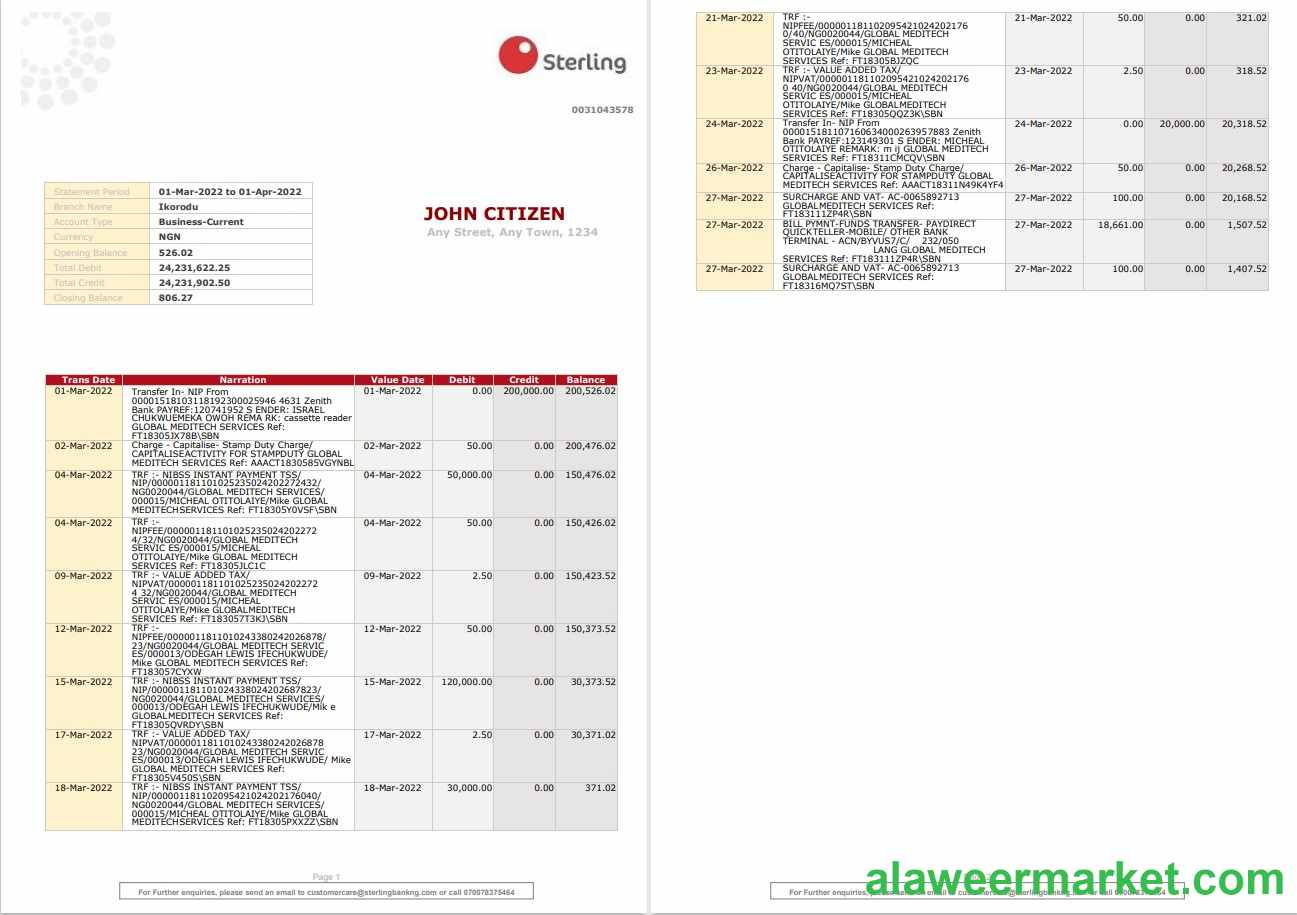 Sterling
0031043578
Statement Period 01-Mar-2022 to 01-Apr-2022
Branch Name Ikorodu
Account Type Business-Current
Currency NGN
Opening Balance 526.02
Total Debit 24,231,622.25
Total Credit 24,231,902.50
Closing Balance 806.27
JOHN CITIZEN
Any Street, Any Town, 1234
Trans Date Narration Value Date Debit Credit Balance
01-Mar-2022 Transfer In- NIP From 01-Mar-2022 0.00 200,000.00 200,526.02
00001518103118192300025946 4631 Zenith
Bank PAYREF:120741952 S ENDER: ISRAEL
CHUKWUEMEKA OWOH REMA RK: cassette reader
GLOBAL MEDITECH SERVICES Ref:
FT18305JX78B\SBN
02-Mar-2022 Charge - Capitalise- Stamp Duty Charge/ 02-Mar-2022 50.00 0.00 200,476.02
CAPITALISEACTIVITY FOR STAMPDUTY GLOBAL
MEDITECH SERVICES Ref: AAACT1830585VGYNBL
04-Mar-2022 TRF :- NIBSS INSTANT PAYMENT TSS/ 04-Mar-2022 50,000.00 0.00 150,476.02
NIP/000001181101025235024202272432/
NG0020044/GLOBAL MEDITECH SERVICES/
000015/MICHEAL OTITOLAIYE/Mike GLOBAL
MEDITECHSERVICES Ref: FT18305Y0VSF\SBN
04-Mar-2022 TRF :- 04-Mar-2022 50.00 0.00 150,426.02
NIPFEE/000001181101025235024202272
4/32/NG0020044/GLOBAL MEDITECH
SERVIC ES/000015/MICHEAL
OTITOLAIYE/Mike GLOBAL MEDITECH
SERVICES Ref: FT18305JLC1C
09-Mar-2022 TRF :- VALUE ADDED TAX/ 09-Mar-2022 2.50 0.00 150,423.52
NIPVAT/000001181101025235024202272
4 32/NG0020044/GLOBAL MEDITECH
SERVIC ES/000015/MICHEAL
OTITOLAIYE/Mike GLOBALMEDITECH
SERVICES Ref: FT183057T3KJ\SBN
12-Mar-2022 TRF :- 12-Mar-2022 50.00 0.00 150,373.52
NIPFEE/0000011811010243380242026878/
23/NG0020044/GLOBAL MEDITECH SERVIC
ES/000013/ODEGAH LEWIS IFECHUKWUDE/
Mike GLOBAL MEDITECH SERVICES Ref:
FT183057CYXW
15-Mar-2022 TRF :- NIBSS INSTANT PAYMENT TSS/ 15-Mar-2022 120,000.00 0.00 30,373.52
NIP/000001181101024338024202687823/
NG0020044/GLOBAL MEDITECH SERVICES/
000013/ODEGAH LEWIS IFECHUKWUDE/Mik e
GLOBALMEDITECH SERVICES Ref:
FT18305QVRDY\SBN
17-Mar-2022 TRF :- VALUE ADDED TAX/ 17-Mar-2022 2.50 0.00 30,371.02
NIPVAT/0000011811010243380242026878
23/NG0020044/GLOBAL MEDITECH SERVIC
ES/000013/ODEGAH LEWIS IFECHUKWUDE/ Mike
GLOBAL MEDITECH SERVICES Ref:
FT18305V450S\SBN
18-Mar-2022 TRF :- NIBSS INSTANT PAYMENT TSS/ 18-Mar-2022 30,000.00 0.00 371.02
NIP/000001181102095421024202176040/
NG0020044/GLOBAL MEDITECH SERVICES/
000015/MICHEAL OTITOLAIYE/Mike GLOBAL
MEDITECHSERVICES Ref: FT18305PXXZZ\SBN
Page 1
For Further enquiries, please send an email to customercare@sterlingbankng.com or call 070078375464
21-Mar-2022 TRF :- 21-Mar-2022 50.00 0.00 321.02
NIPFEE/000001181102095421024202176
0/40/NG0020044/GLOBAL MEDITECH
SERVIC ES/000015/MICHEAL
OTITOLAIYE/Mike GLOBAL MEDITECH
SERVICES Ref: FT18305BJZQC
23-Mar-2022 TRF :- VALUE ADDED TAX/ 23-Mar-2022 2.50 0.00 318.52
NIPVAT/000001181102095421024202176
0 40/NG0020044/GLOBAL MEDITECH
SERVIC ES/000015/MICHEAL
OTITOLAIYE/Mike GLOBALMEDITECH
SERVICES Ref: FT18305QQZ3K\SBN
24-Mar-2022 Transfer In- NIP From 24-Mar-2022 0.00 20,000.00 20,318.52
000015181107160634000263957883 Zenith
Bank PAYREF:123149301 S ENDER: MICHEAL
OTITOLAIYE REMARK: m ij GLOBAL MEDITECH
SERVICES Ref: FT18311CMCQV\SBN
26-Mar-2022 Charge - Capitalise- Stamp Duty Charge/ 26-Mar-2022 50.00 0.00 20,268.52
CAPITALISEACTIVITY FOR STAMPDUTY GLOBAL
MEDITECH SERVICES Ref: AAACT18311N49K4YF4
27-Mar-2022 SURCHARGE AND VAT- AC-0065892713 27-Mar-2022 100.00 0.00 20,168.52
GLOBALMEDITECH SERVICES Ref:
FT183111ZP4R\SBN
27-Mar-2022 BILL PYMNT-FUNDS TRANSFER- PAYDIRECT 27-Mar-2022 18,661.00 0.00 1,507.52
QUICKTELLER-MOBILE/ OTHER BANK
TERMINAL - ACN/BYVUS7/C/ 232/050
LANG GLOBAL MEDITECH
SERVICES Ref: FT183111ZP4R\SBN
27-Mar-2022 SURCHARGE AND VAT- AC-0065892713 27-Mar-2022 100.00 0.00 1,407.52
GLOBALMEDITECH SERVICES Ref:
FT18316MQ7ST\SBN
For Further enquiries, please send an email to customercare@sterlingbankng.com or call 070078375464
alaweermarket.com